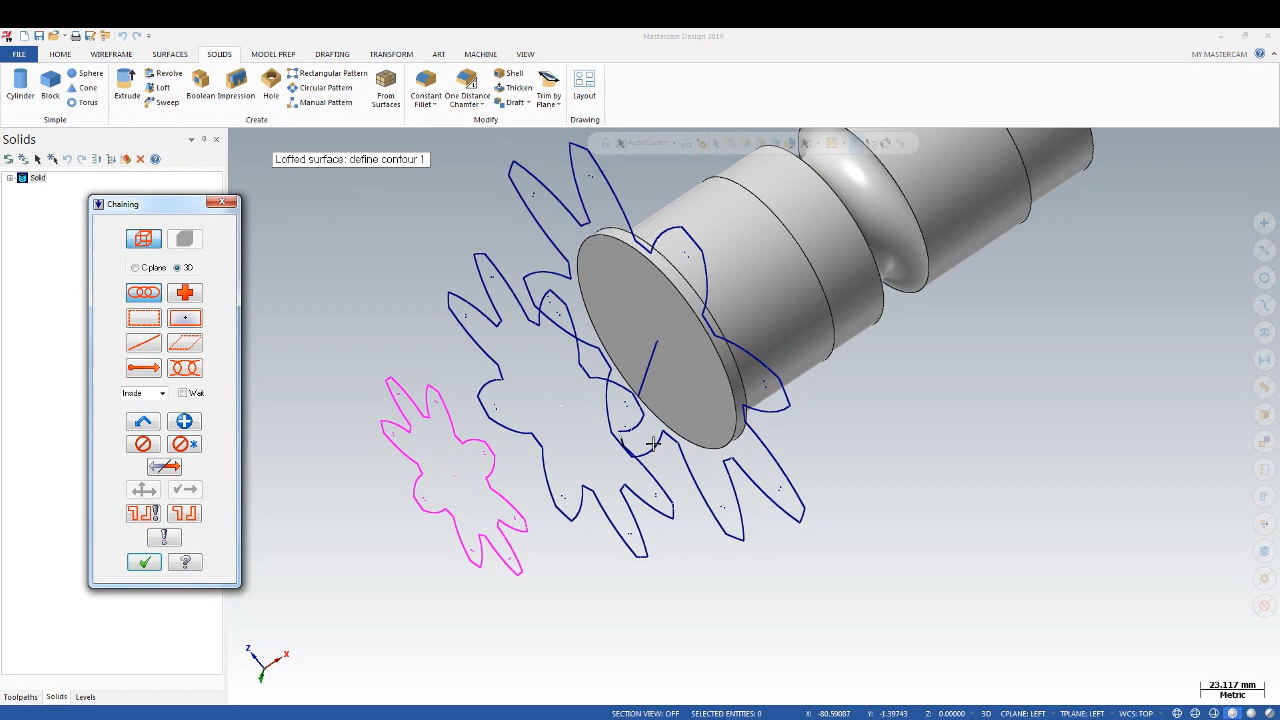 Mastercam Design 2019
FILE HOME WIREFRAME SURFACES SOLIDS MODEL PREP DRAFTING TRANSFORM ART MACHINE VIEW MY MASTERCAM
Cylinder
Block
Sphere
Cone
Torus
Simple
Extrude
Revolve
Loft
Sweep
Boolean
Impression
Hole
Rectangular Pattern
Circular Pattern
Manual Pattern
From
Surfaces
Create
Constant
Fillet
One Distance
Chamfer
Shell
Thicken
Draft
Trim by
Plane
Modify
Layout
Drawing
Solids
AutoCursor
Lofted surface: define contour 1
Solid
Chaining
C-plane 3D
Inside
Wait
Z X Y
23.117 mm
Metric
Toolpaths Solids Levels
SECTION VIEW: OFF SELECTED ENTITIES: 0 X: -80.59087 Y: -1.39743 Z: 0.00000 3D CPLANE: LEFT TPLANE: LEFT WCS: TOP